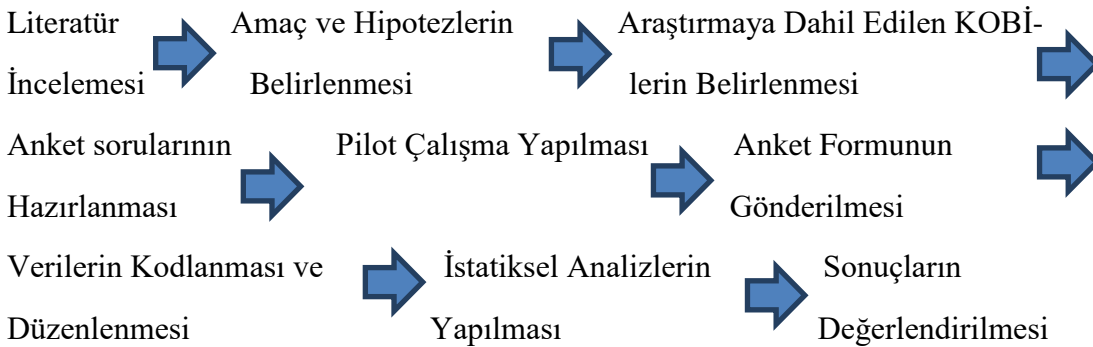 Literatür Amaç ve Hipotezlerin Araştırmaya Dahil Edilen KOBİ-
İncelemesi Belirlenmesi lerin Belirlenmesi
Anket sorularının Pilot Çalışma Yapılması Anket Formunun
Hazırlanması Gönderilmesi
Verilerin Kodlanması ve İstatiksel Analizlerin Sonuçların
Düzenlenmesi Yapılması Değerlendirilmesi